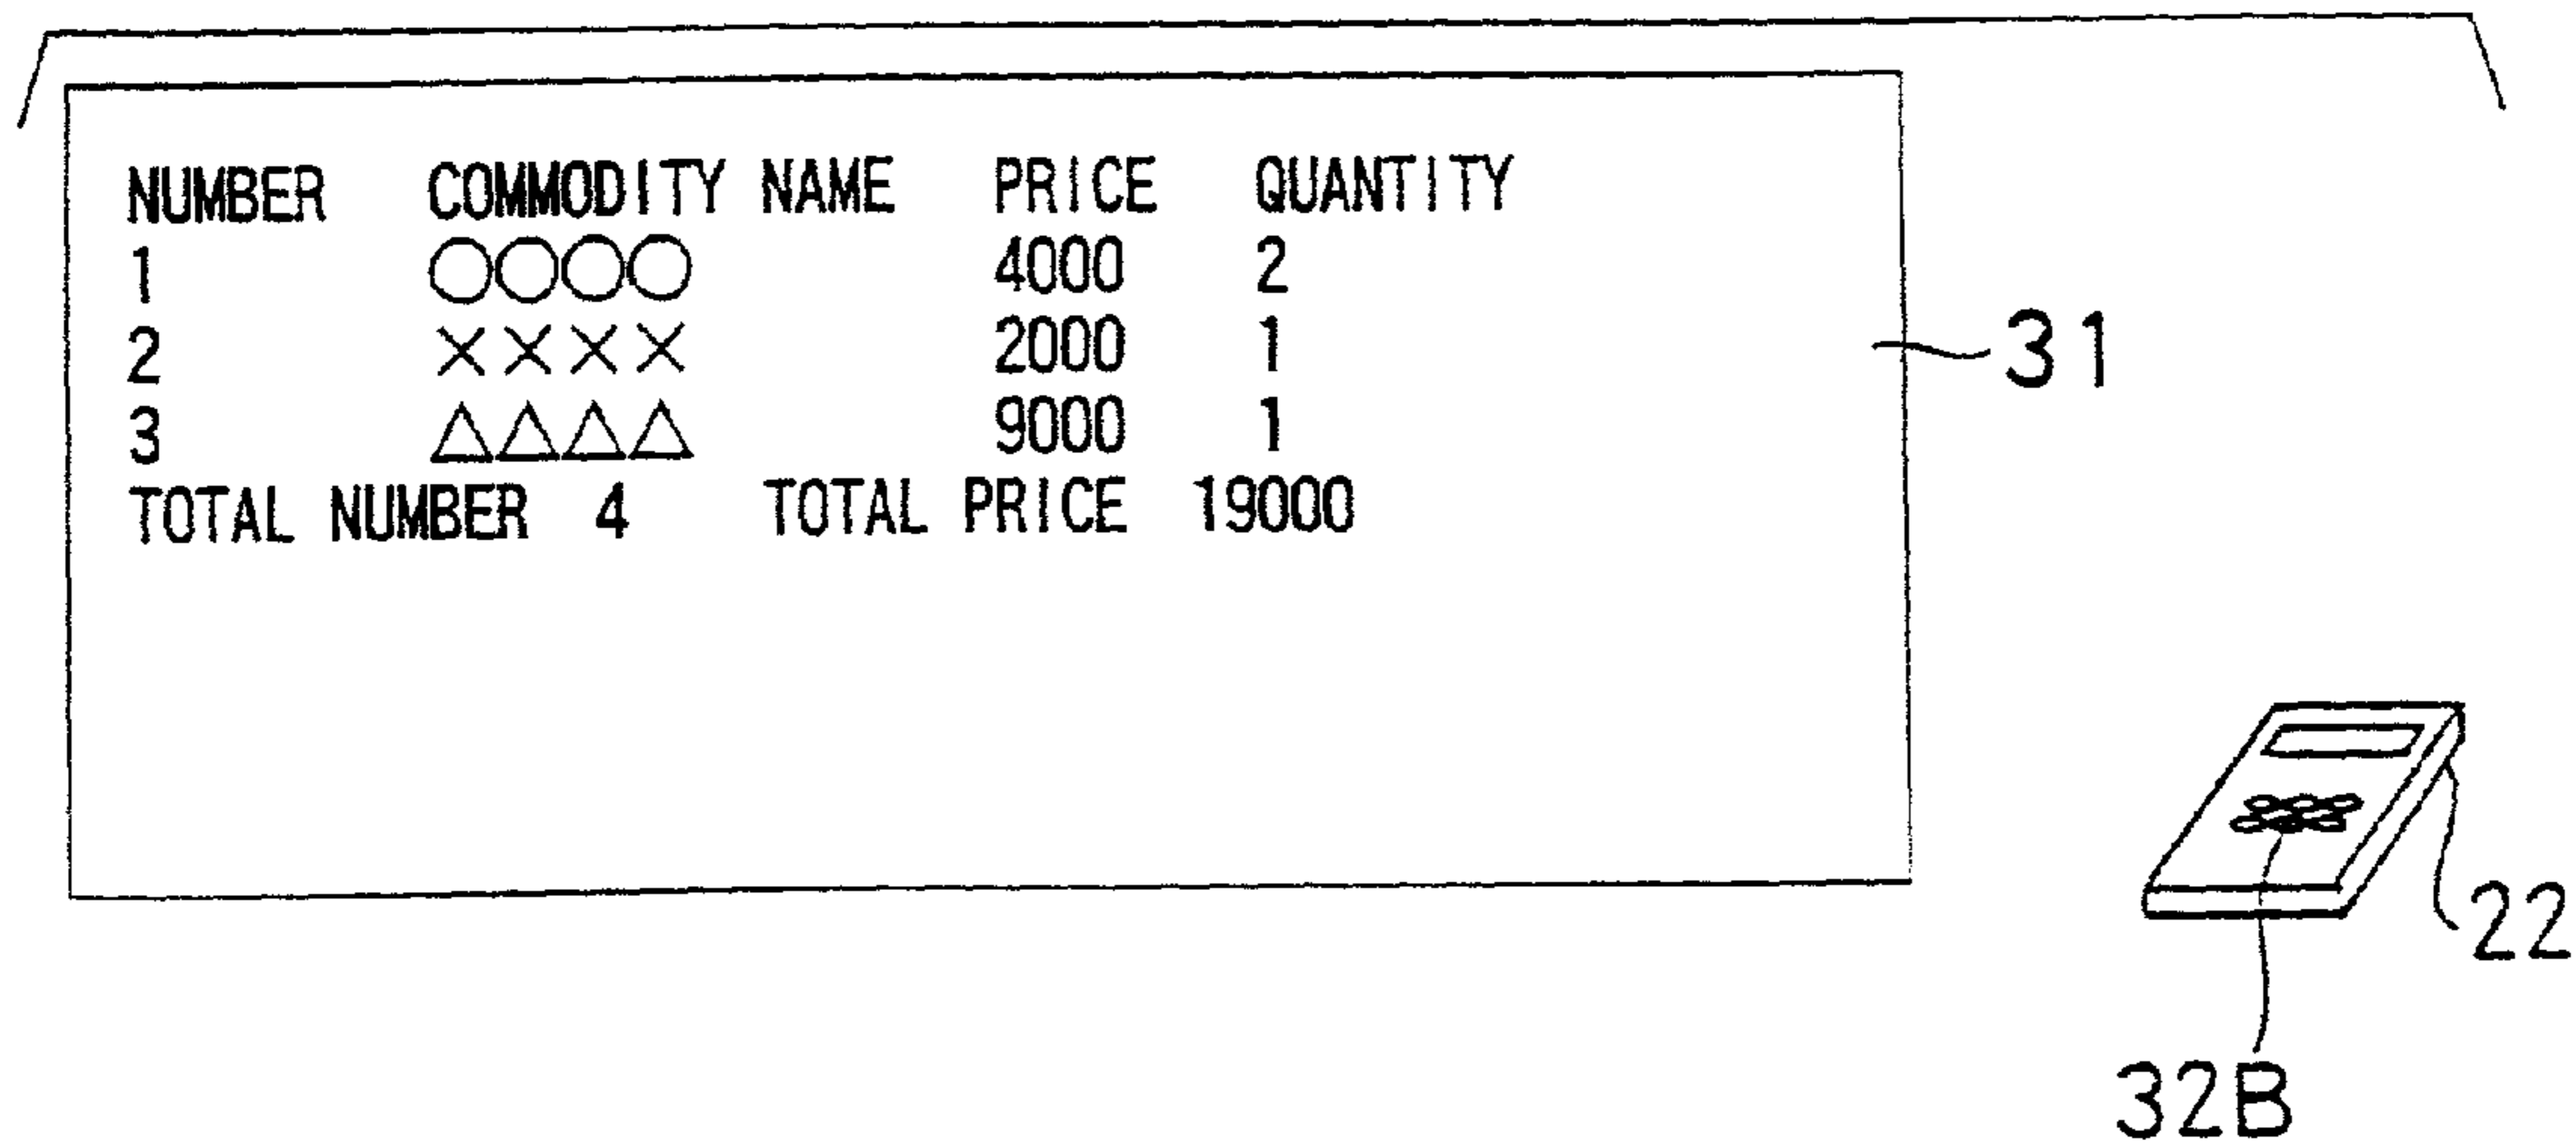 NUMBER COMMODITY NAME PRICE QUANTITY
1 ○○○○ 4000 2
2 ×××× 2000 1
3 △△△△ 9000 1
TOTAL NUMBER 4 TOTAL PRICE 19000
31
22
32B